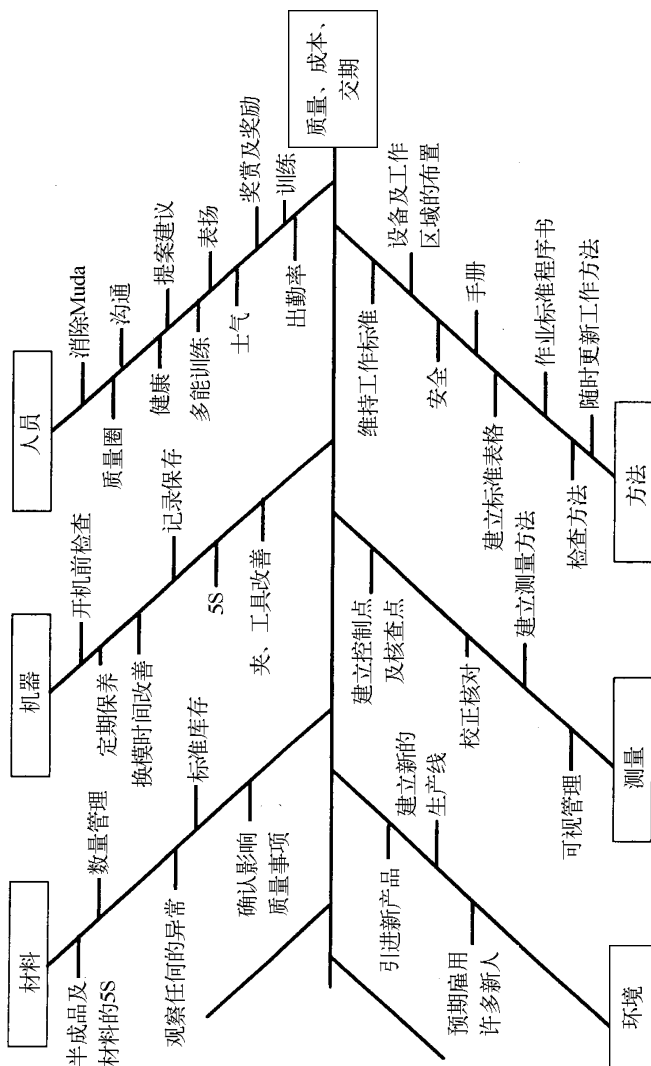 材料
半成品及
材料的5S
数量管理
观察任何的异常
标准库存
确认影响
质量事项
机器
开机前检查
定期保养
换模时间改善
记录保存
5S
夹、工具改善
人员
消除Muda
质量圈
沟通
健康
提案建议
多能训练
表扬
士气
奖赏及奖励
训练
出勤率
质量、成本、
交期
环境
引进新产品
建立新的
生产线
预期雇用
许多新人
测量
建立控制点
及核查点
校正核对
建立测量方法
可视管理
方法
维持工作标准
设备及工作
区域的布置
安全
手册
建立标准表格
作业标准程序书
检查方法
随时更新工作方法